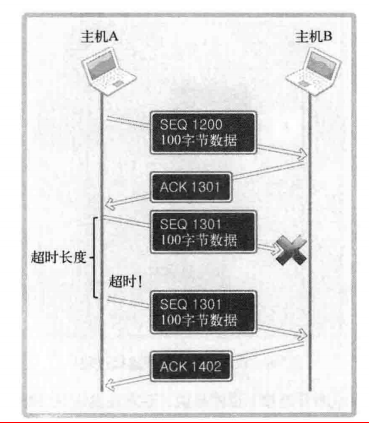 主机A
主机B
SEQ 1200
100字节数据
ACK 1301
SEQ 1301
100字节数据
超时长度
超时!
SEQ 1301
100字节数据
ACK 1402